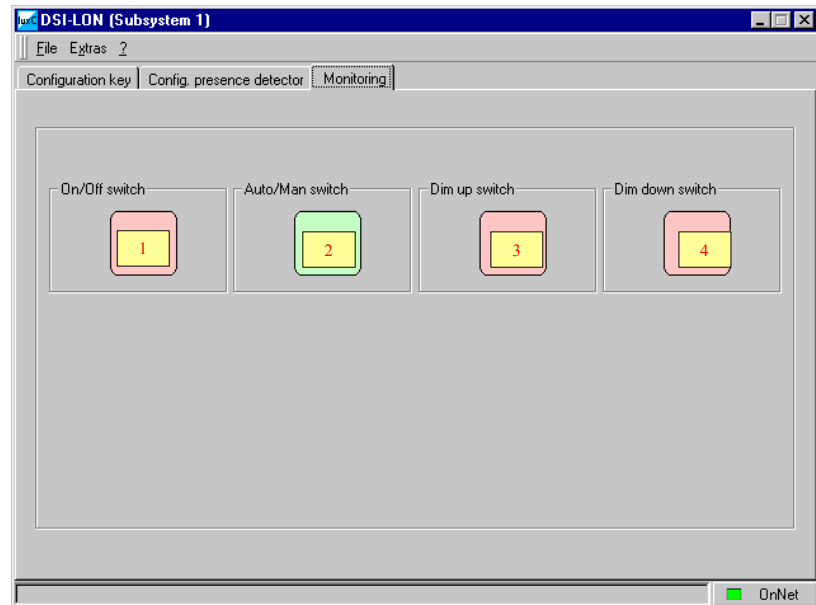 luxC DSI-LON (Subsystem 1)
File Extras ?
Configuration key Config. presence detector Monitoring
On/Off switch Auto/Man switch Dim up switch Dim down switch
1 2 3 4
OnNet